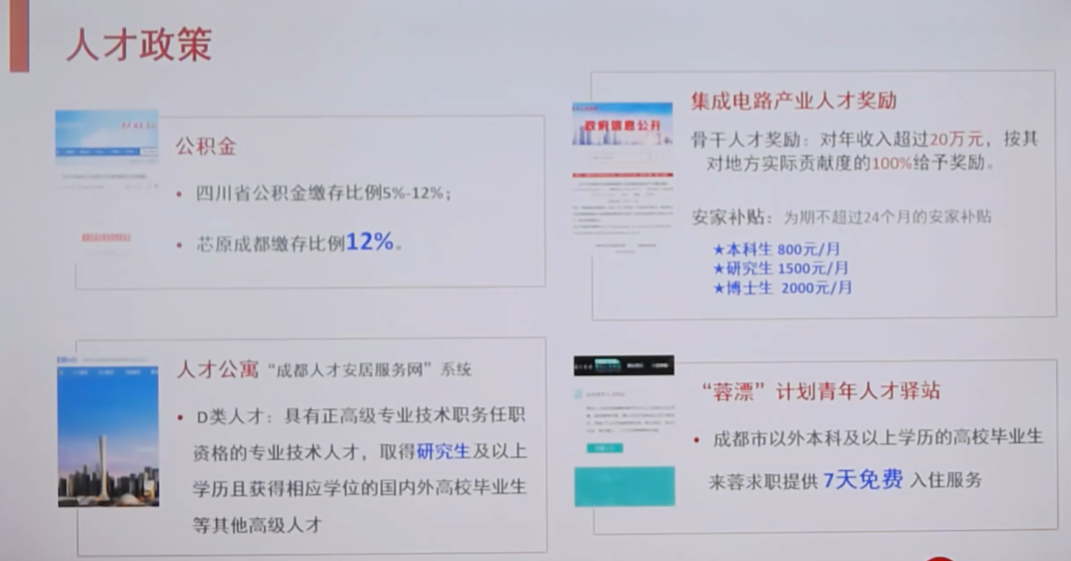 人才政策
公积金
• 四川省公积金缴存比例5%-12%；
• 芯原成都缴存比例12%。
集成电路产业人才奖励
骨干人才奖励：对年收入超过20万元，按其
对地方实际贡献度的100%给予奖励。
安家补贴：为期不超过24个月的安家补贴
★本科生 800元/月
★研究生 1500元/月
★博士生 2000元/月
政府信息公开
人才公寓 “成都人才安居服务网”系统
• D类人才：具有正高级专业技术职务任职
资格的专业技术人才，取得研究生及以上
学历且获得相应学位的国内外高校毕业生
等其他高级人才
“蓉漂”计划青年人才驿站
• 成都市以外本科及以上学历的高校毕业生
来蓉求职提供 7天免费 入住服务